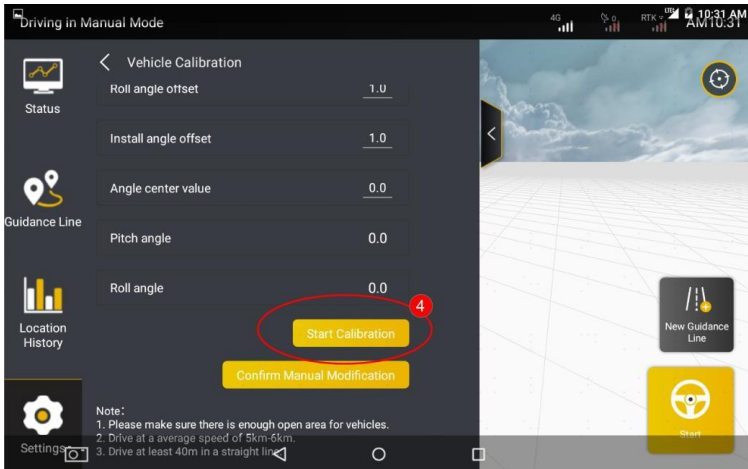 Driving in Manual Mode
4G
0
RTK
LTE
10:31 AM
AM10:31
Status
Vehicle Calibration
Roll angle offset 1.0
Install angle offset 1.0
Angle center value 0.0
Guidance Line
Pitch angle 0.0
Roll angle 0.0
4
Location
History
Start Calibration
New Guidance
Line
Confirm Manual Modification
Note:
1. Please make sure there is enough open area for vehicles.
2. Drive at a average speed of 5km-6km.
3. Drive at least 40m in a straight line
Settings
Start